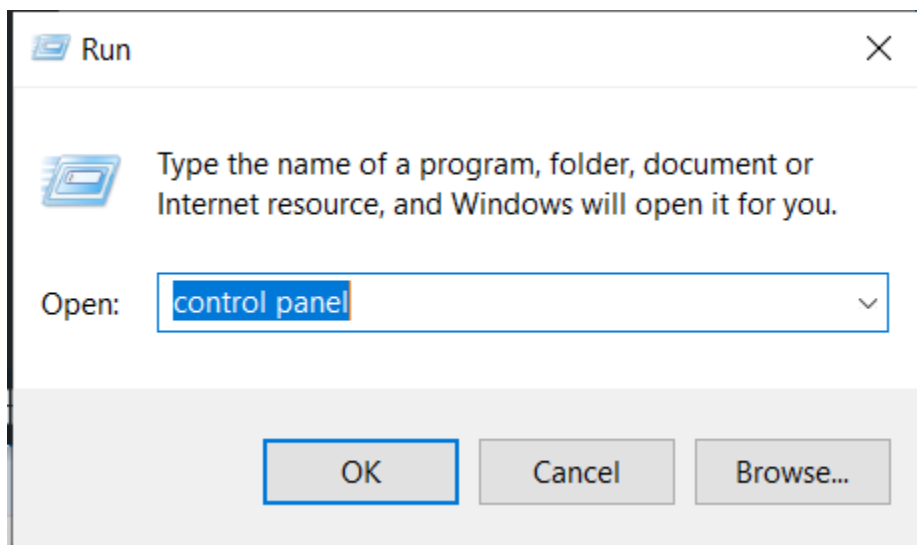 Run
Type the name of a program, folder, document or
Internet resource, and Windows will open it for you.
Open: control panel
OK Cancel Browse...